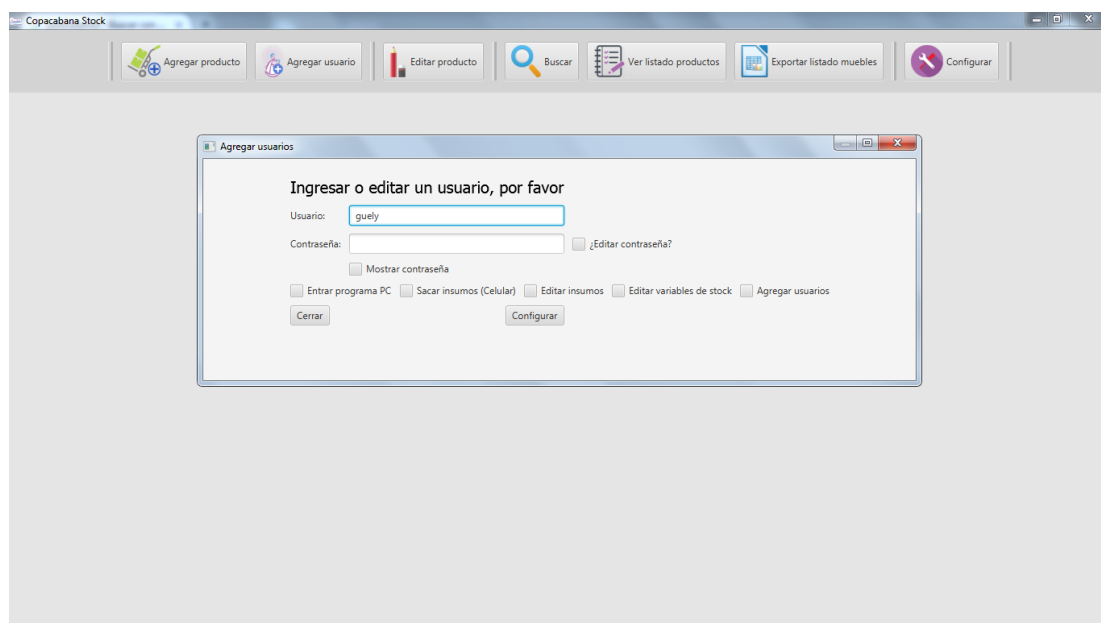 Copacabana Stock
Agregar producto Agregar usuario Editar producto Buscar Ver listado productos Exportar listado muebles Configurar
Agregar usuarios
Ingresar o editar un usuario, por favor
Usuario: guely
Contraseña: ¿Editar contraseña?
Mostrar contraseña
Entrar programa PC Sacar insumos (Celular) Editar insumos Editar variables de stock Agregar usuarios
Cerrar Configurar